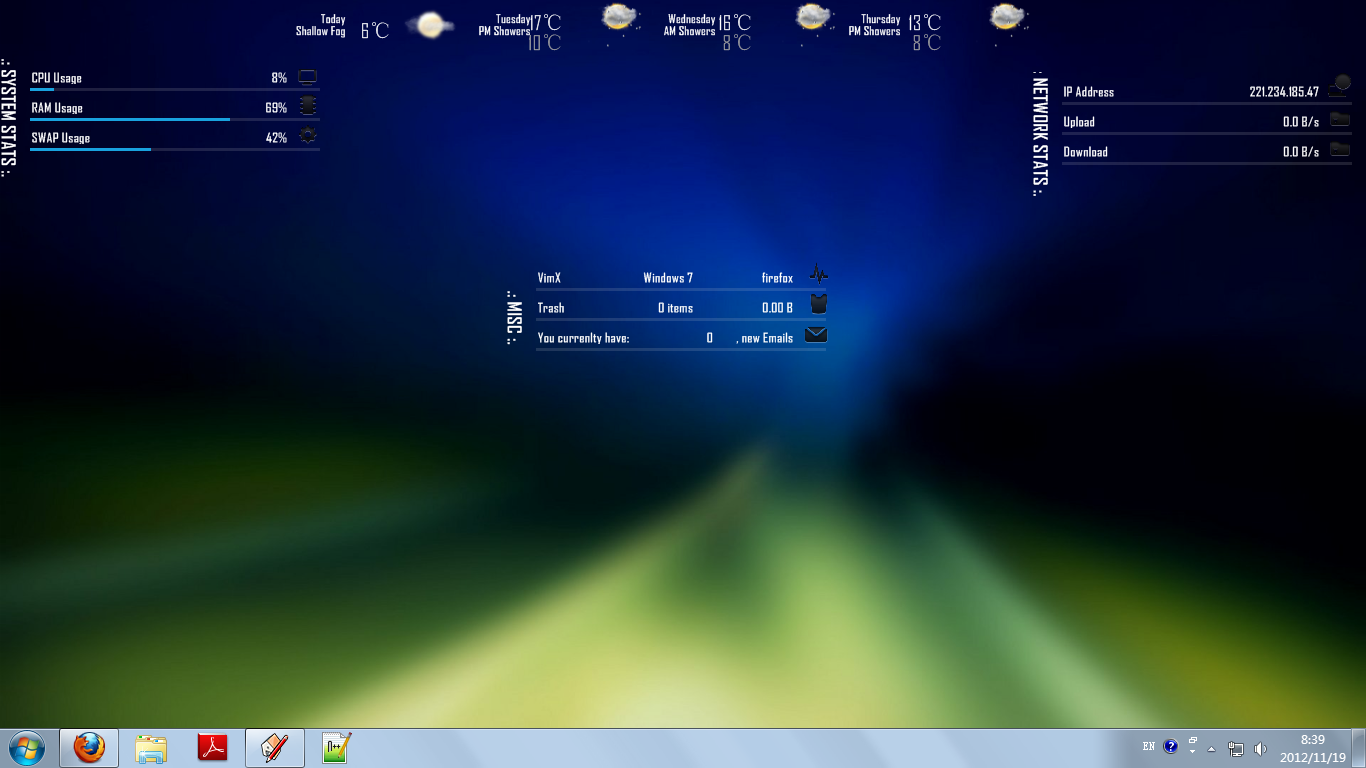 Today
Shallow Fog
6℃
Tuesday
PM Showers
17℃
10℃
Wednesday
AM Showers
16℃
8℃
Thursday
PM Showers
13℃
8℃
.: SYSTEM STATS :.
CPU Usage 8%
RAM Usage 69%
SWAP Usage 42%
.: NETWORK STATS :.
IP Address 221.234.185.47
Upload 0.0 B/s
Download 0.0 B/s
.: MISC :.
VimX Windows 7 firefox
Trash 0 items 0.00 B
You currenlty have: 0 , new Emails
EN ?
8:39
2012/11/19